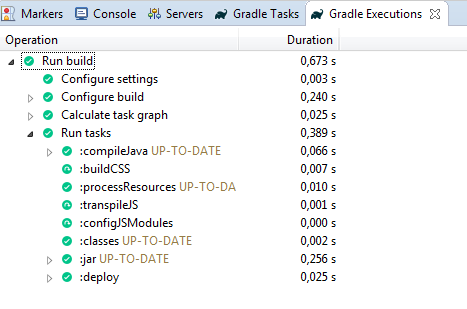 Markers Console Servers Gradle Tasks Gradle Executions
Operation Duration
Run build 0,673 s
Configure settings 0,003 s
Configure build 0,240 s
Calculate task graph 0,025 s
Run tasks 0,389 s
:compileJava UP-TO-DATE 0,066 s
:buildCSS 0,007 s
:processResources UP-TO-DA 0,010 s
:transpileJS 0,001 s
:configJSModules 0,000 s
:classes UP-TO-DATE 0,002 s
:jar UP-TO-DATE 0,256 s
:deploy 0,025 s